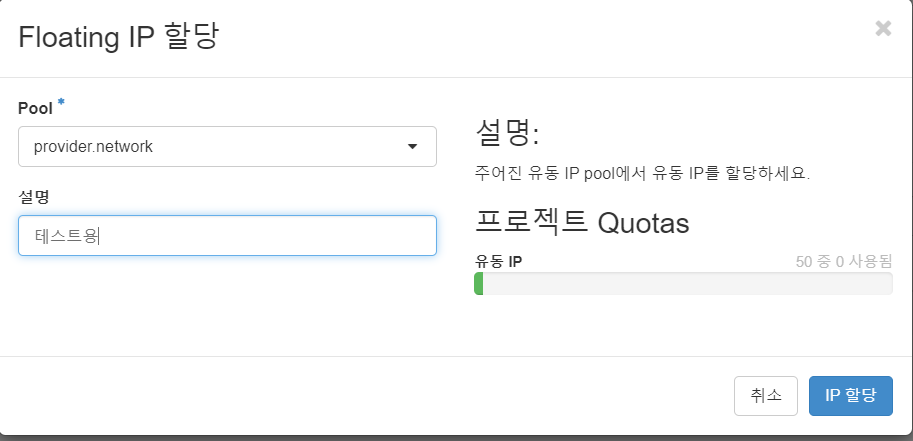 Floating IP 할당
×
Pool *
provider.network
설명
테스트용
설명:
주어진 유동 IP pool에서 유동 IP를 할당하세요.
프로젝트 Quotas
유동 IP
50 중 0 사용됨
취소
IP 할당